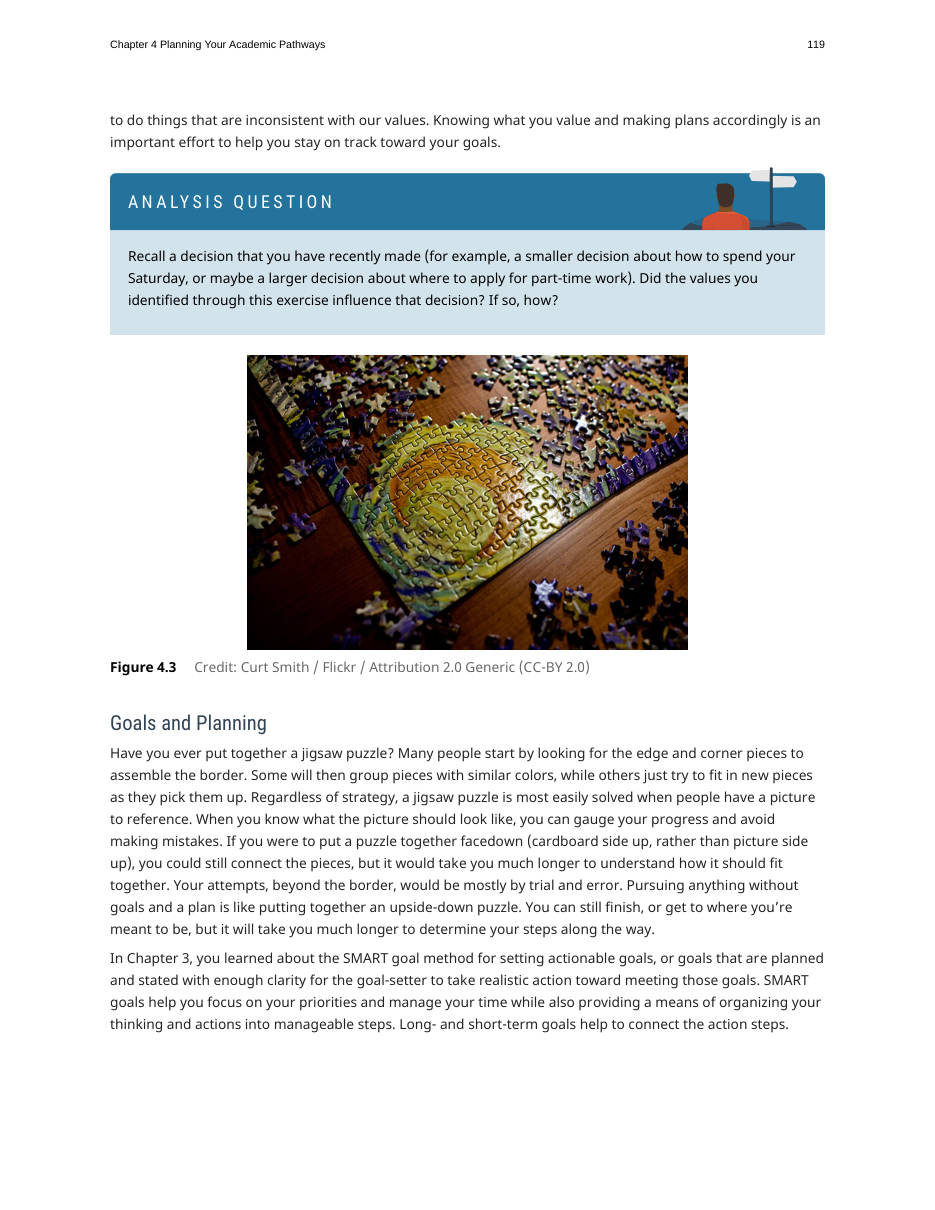 Chapter 4 Planning Your Academic Pathways 119
to do things that are inconsistent with our values. Knowing what you value and making plans accordingly is an
important effort to help you stay on track toward your goals.
ANALYSIS QUESTION
Recall a decision that you have recently made (for example, a smaller decision about how to spend your
Saturday, or maybe a larger decision about where to apply for part-time work). Did the values you
identified through this exercise influence that decision? If so, how?
Figure 4.3 Credit: Curt Smith / Flickr / Attribution 2.0 Generic (CC-BY 2.0)
Goals and Planning
Have you ever put together a jigsaw puzzle? Many people start by looking for the edge and corner pieces to
assemble the border. Some will then group pieces with similar colors, while others just try to fit in new pieces
as they pick them up. Regardless of strategy, a jigsaw puzzle is most easily solved when people have a picture
to reference. When you know what the picture should look like, you can gauge your progress and avoid
making mistakes. If you were to put a puzzle together facedown (cardboard side up, rather than picture side
up), you could still connect the pieces, but it would take you much longer to understand how it should fit
together. Your attempts, beyond the border, would be mostly by trial and error. Pursuing anything without
goals and a plan is like putting together an upside-down puzzle. You can still finish, or get to where you’re
meant to be, but it will take you much longer to determine your steps along the way.
In Chapter 3, you learned about the SMART goal method for setting actionable goals, or goals that are planned
and stated with enough clarity for the goal-setter to take realistic action toward meeting those goals. SMART
goals help you focus on your priorities and manage your time while also providing a means of organizing your
thinking and actions into manageable steps. Long- and short-term goals help to connect the action steps.